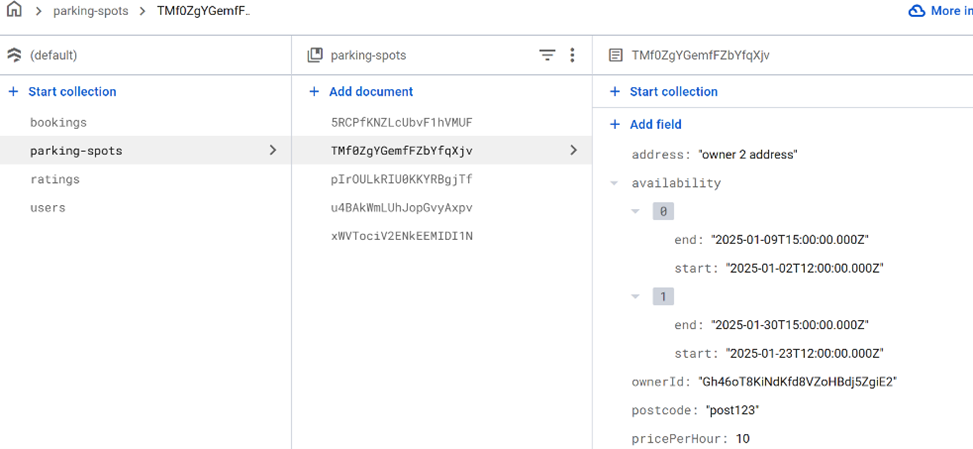 parking-spots > TMf0ZgYGemfF..
More in
(default)
+ Start collection
bookings
parking-spots
ratings
users
parking-spots
+ Add document
5RCPfKNZLcUbvF1hVMUF
TMf0ZgYGemfFZbYfqXjv
pIrOULkRIU0KKYRBgjTf
u4BAkWmLUhJopGvyAxpv
xWVTociV2ENkEEMIDI1N
TMf0ZgYGemfFZbYfqXjv
+ Start collection
+ Add field
address: "owner 2 address"
availability
0
end: "2025-01-09T15:00:00.000Z"
start: "2025-01-02T12:00:00.000Z"
1
end: "2025-01-30T15:00:00.000Z"
start: "2025-01-23T12:00:00.000Z"
ownerId: "Gh46oT8KiNdKfd8VZoHBdj5ZgiE2"
postcode: "post123"
pricePerHour: 10